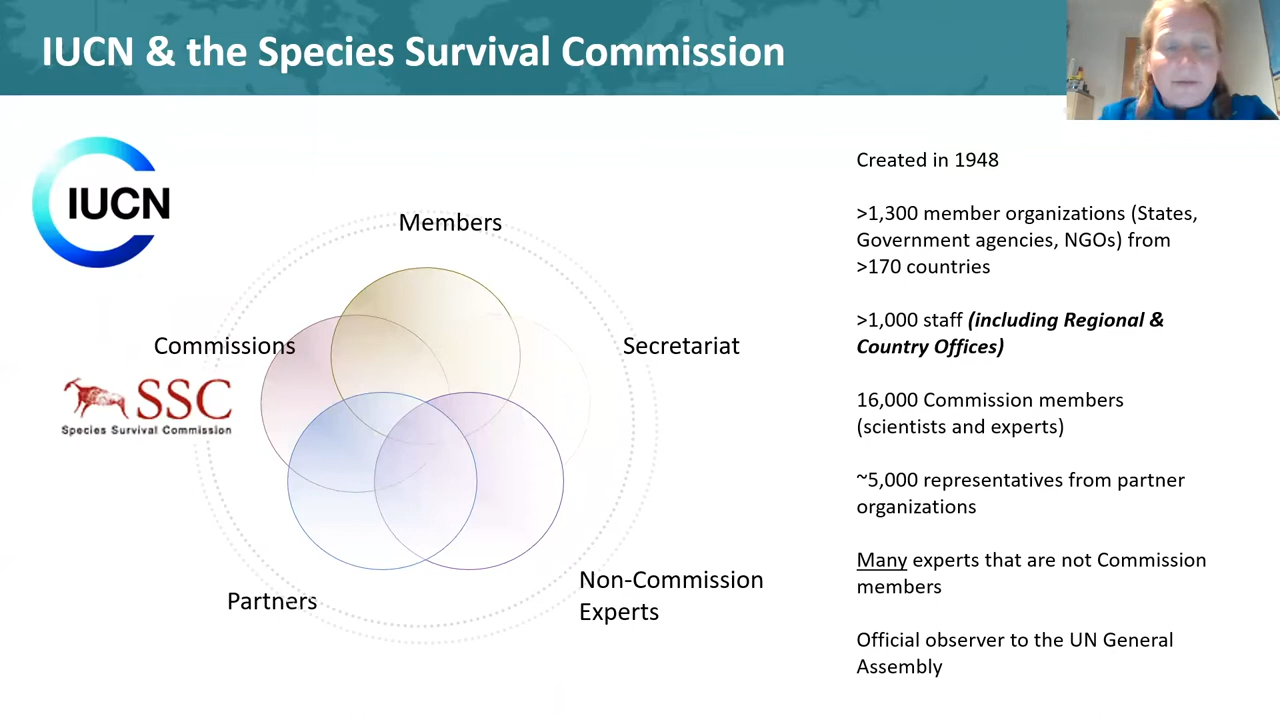 IUCN & the Species Survival Commission
IUCN
Members
Commissions
Secretariat
SSC
Species Survival Commission
Partners
Non-Commission
Experts
Created in 1948
>1,300 member organizations (States,
Government agencies, NGOs) from
>170 countries
>1,000 staff (including Regional &
Country Offices)
16,000 Commission members
(scientists and experts)
~5,000 representatives from partner
organizations
Many experts that are not Commission
members
Official observer to the UN General
Assembly